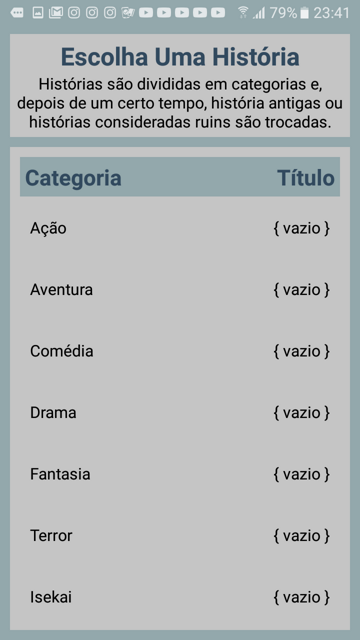 79% 23:41
Escolha Uma História
Histórias são divididas em categorias e,
depois de um certo tempo, história antigas ou
histórias consideradas ruins são trocadas.
Categoria Título
Ação { vazio }
Aventura { vazio }
Comédia { vazio }
Drama { vazio }
Fantasia { vazio }
Terror { vazio }
Isekai { vazio }